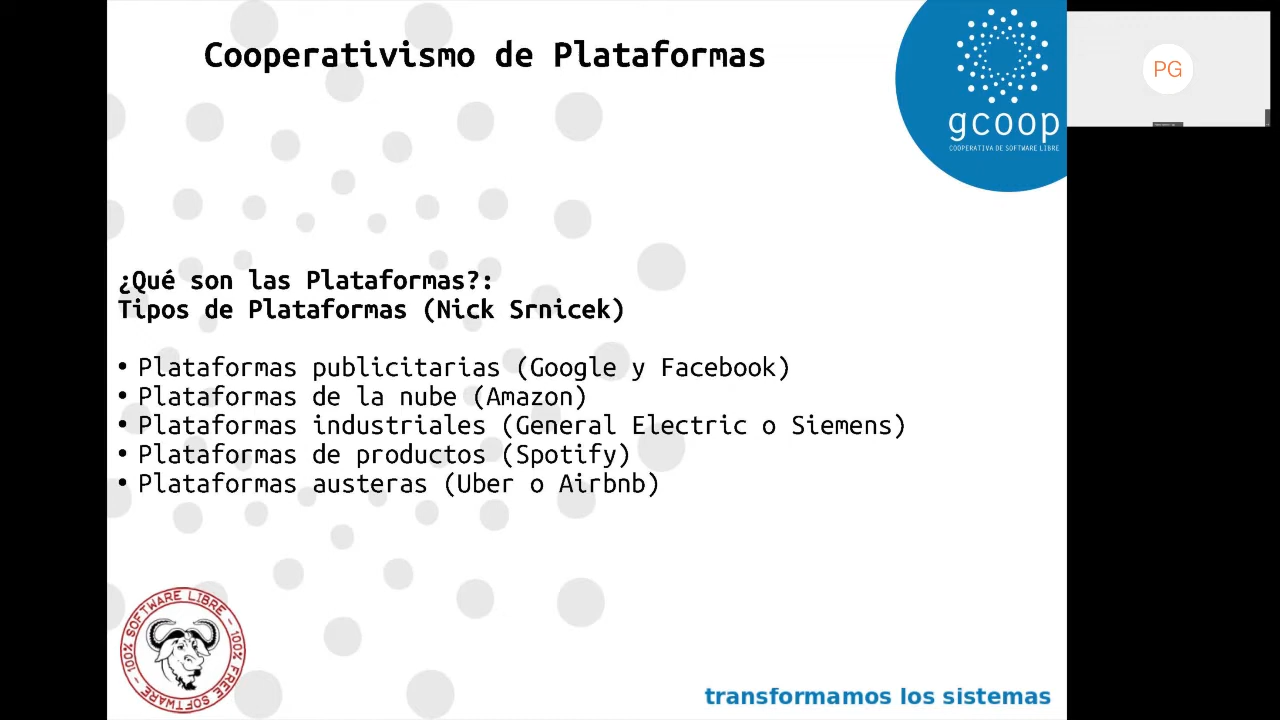 Cooperativismo de Plataformas
gcoop
COOPERATIVA DE SOFTWARE LIBRE
PG
¿Qué son las Plataformas?:
Tipos de Plataformas (Nick Srnicek)
• Plataformas publicitarias (Google y Facebook)
• Plataformas de la nube (Amazon)
• Plataformas industriales (General Electric o Siemens)
• Plataformas de productos (Spotify)
• Plataformas austeras (Uber o Airbnb)
100% SOFTWARE LIBRE - 100% FREE SOFTWARE -
transformamos los sistemas